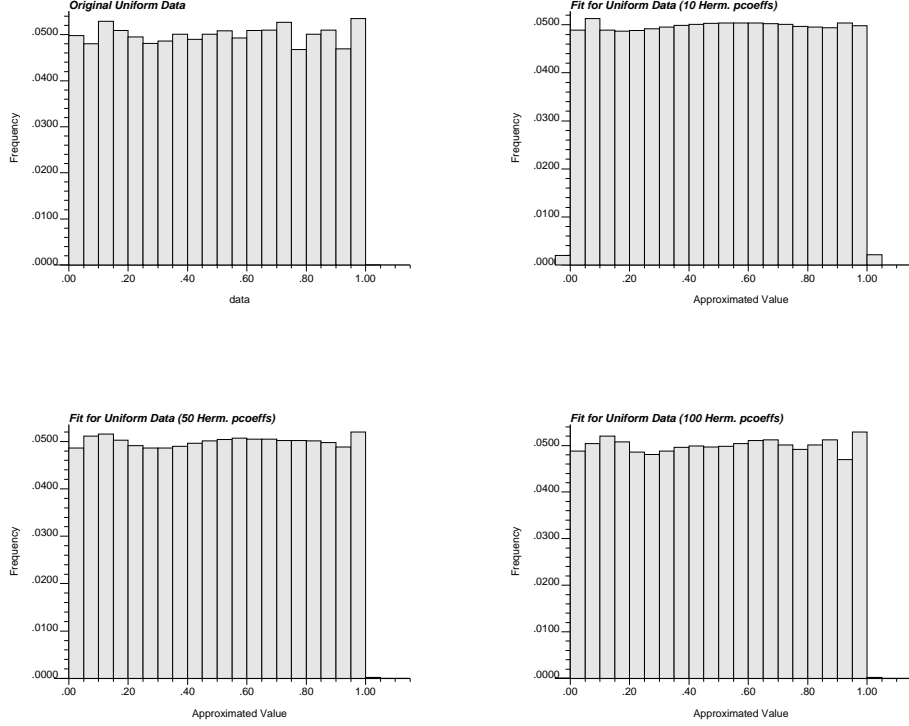 Original Uniform Data
Frequency
.0500
.0400
.0300
.0200
.0100
.0000
.00 .20 .40 .60 .80 1.00
data
Fit for Uniform Data (10 Herm. pcoeffs)
Frequency
.0500
.0400
.0300
.0200
.0100
.000
.00 .20 .40 .60 .80 1.00
Approximated Value
Fit for Uniform Data (50 Herm. pcoeffs)
Frequency
.0500
.0400
.0300
.0200
.0100
.0000
.00 .20 .40 .60 .80 1.00
Approximated Value
Fit for Uniform Data (100 Herm. pcoeffs)
Frequency
.0500
.0400
.0300
.0200
.0100
.0000
.00 .20 .40 .60 .80 1.00
Approximated Value